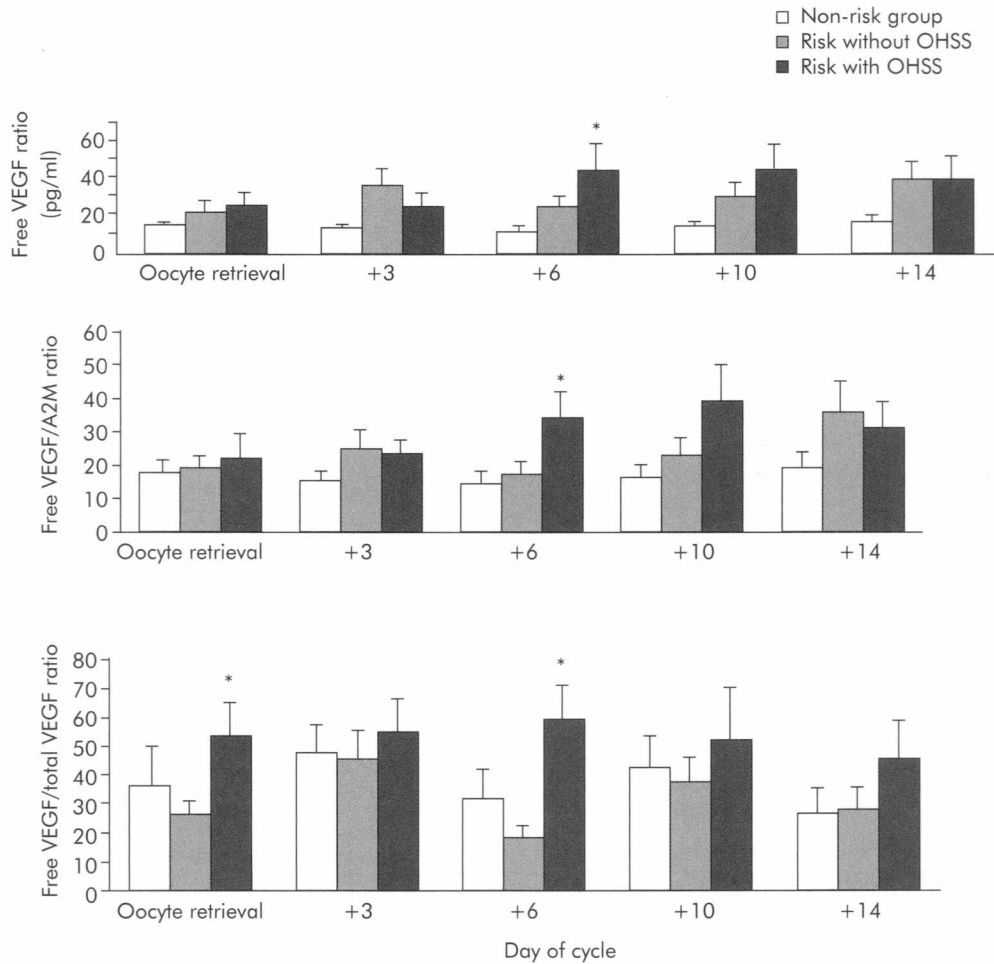 Non-risk group
Risk without OHSS
Risk with OHSS
Free VEGF ratio
(pg/ml)
60
40
20
0
*
Oocyte retrieval +3 +6 +10 +14
Free VEGF/A2M ratio
60
50
40
30
20
10
0
*
Oocyte retrieval +3 +6 +10 +14
Free VEGF/total VEGF ratio
80
70
60
50
40
30
20
10
0
* *
Oocyte retrieval +3 +6 +10 +14
Day of cycle